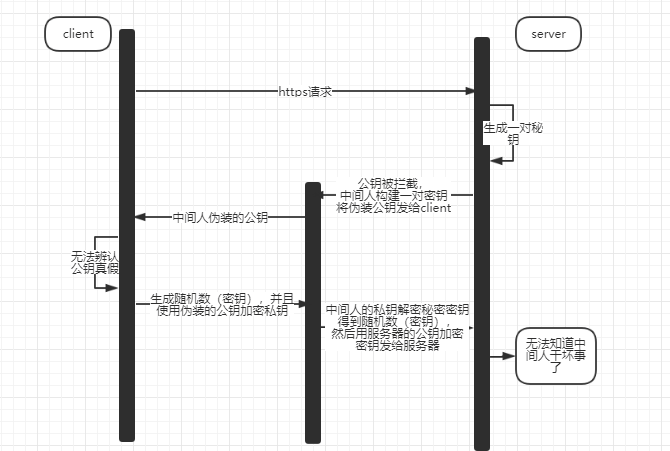 client
server
https请求
生成一对秘
钥
公钥被拦截，
中间人构建一对密钥
将伪装公钥发给client
中间人伪装的公钥
无法辨认
公钥真假
生成随机数（密钥），并且
使用伪装的公钥加密私钥
中间人的私钥解密秘密密钥
得到随机数（密钥），
然后用服务器的公钥加密
密钥发给服务器
无法知道中
间人干坏事
了